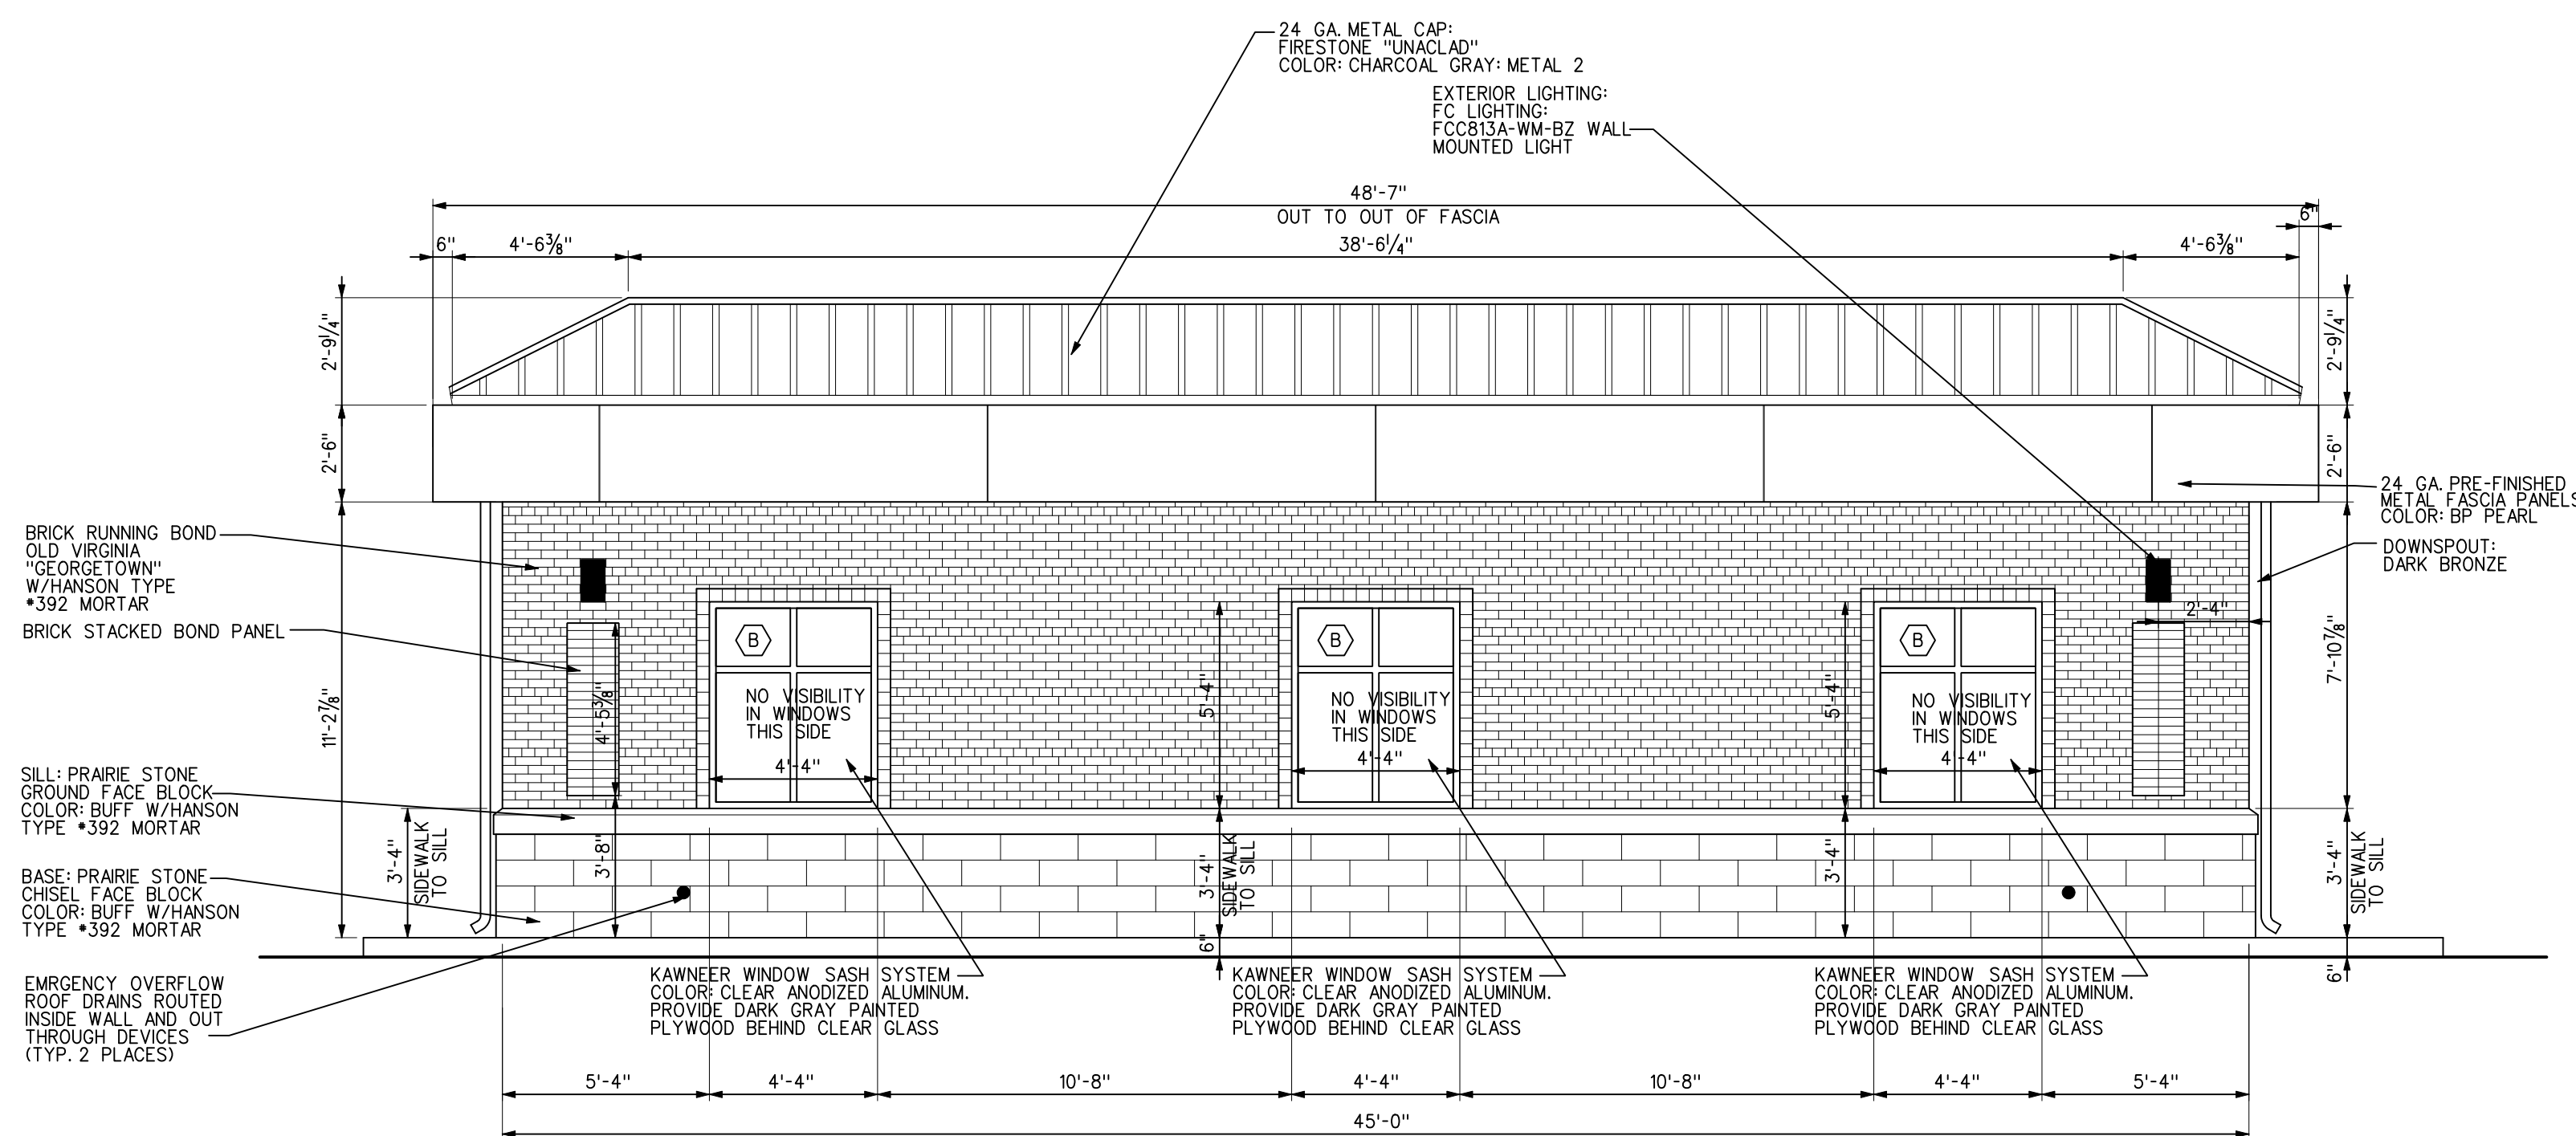 24 GA. METAL CAP:
FIRESTONE "UNACLAD"
COLOR: CHARCOAL GRAY: METAL 2
EXTERIOR LIGHTING:
FC LIGHTING:
FCC813A-WM-BZ WALL
MOUNTED LIGHT
48'-7"
OUT TO OUT OF FASCIA
6"
6"
4'-6⅜"
38'-6¼"
4'-6⅜"
2'-9¼"
2'-9¼"
2'-6"
2'-6"
24 GA. PRE-FINISHED
METAL FASCIA PANELS
COLOR: BP PEARL
DOWNSPOUT:
DARK BRONZE
BRICK RUNNING BOND
OLD VIRGINIA
"GEORGETOWN"
W/HANSON TYPE
#392 MORTAR
BRICK STACKED BOND PANEL
2'-4"
B
B
B
11'-2⅞"
4'-5⅜"
5'-4"
5'-4"
7'-10⅞"
NO VISIBILITY
IN WINDOWS
THIS SIDE
4'-4"
NO VISIBILITY
IN WINDOWS
THIS SIDE
4'-4"
NO VISIBILITY
IN WINDOWS
THIS SIDE
4'-4"
SILL: PRAIRIE STONE
GROUND FACE BLOCK
COLOR: BUFF W/HANSON
TYPE #392 MORTAR
3'-4"
SIDEWALK
TO SILL
3'-8"
3'-4"
SIDEWALK
TO SILL
3'-4"
3'-4"
SIDEWALK
TO SILL
BASE: PRAIRIE STONE
CHISEL FACE BLOCK
COLOR: BUFF W/HANSON
TYPE #392 MORTAR
6"
6"
EMRGENCY OVERFLOW
ROOF DRAINS ROUTED
INSIDE WALL AND OUT
THROUGH DEVICES
(TYP. 2 PLACES)
KAWNEER WINDOW SASH SYSTEM
COLOR: CLEAR ANODIZED ALUMINUM.
PROVIDE DARK GRAY PAINTED
PLYWOOD BEHIND CLEAR GLASS
KAWNEER WINDOW SASH SYSTEM
COLOR: CLEAR ANODIZED ALUMINUM.
PROVIDE DARK GRAY PAINTED
PLYWOOD BEHIND CLEAR GLASS
KAWNEER WINDOW SASH SYSTEM
COLOR: CLEAR ANODIZED ALUMINUM.
PROVIDE DARK GRAY PAINTED
PLYWOOD BEHIND CLEAR GLASS
5'-4"
4'-4"
10'-8"
4'-4"
10'-8"
4'-4"
5'-4"
45'-0"